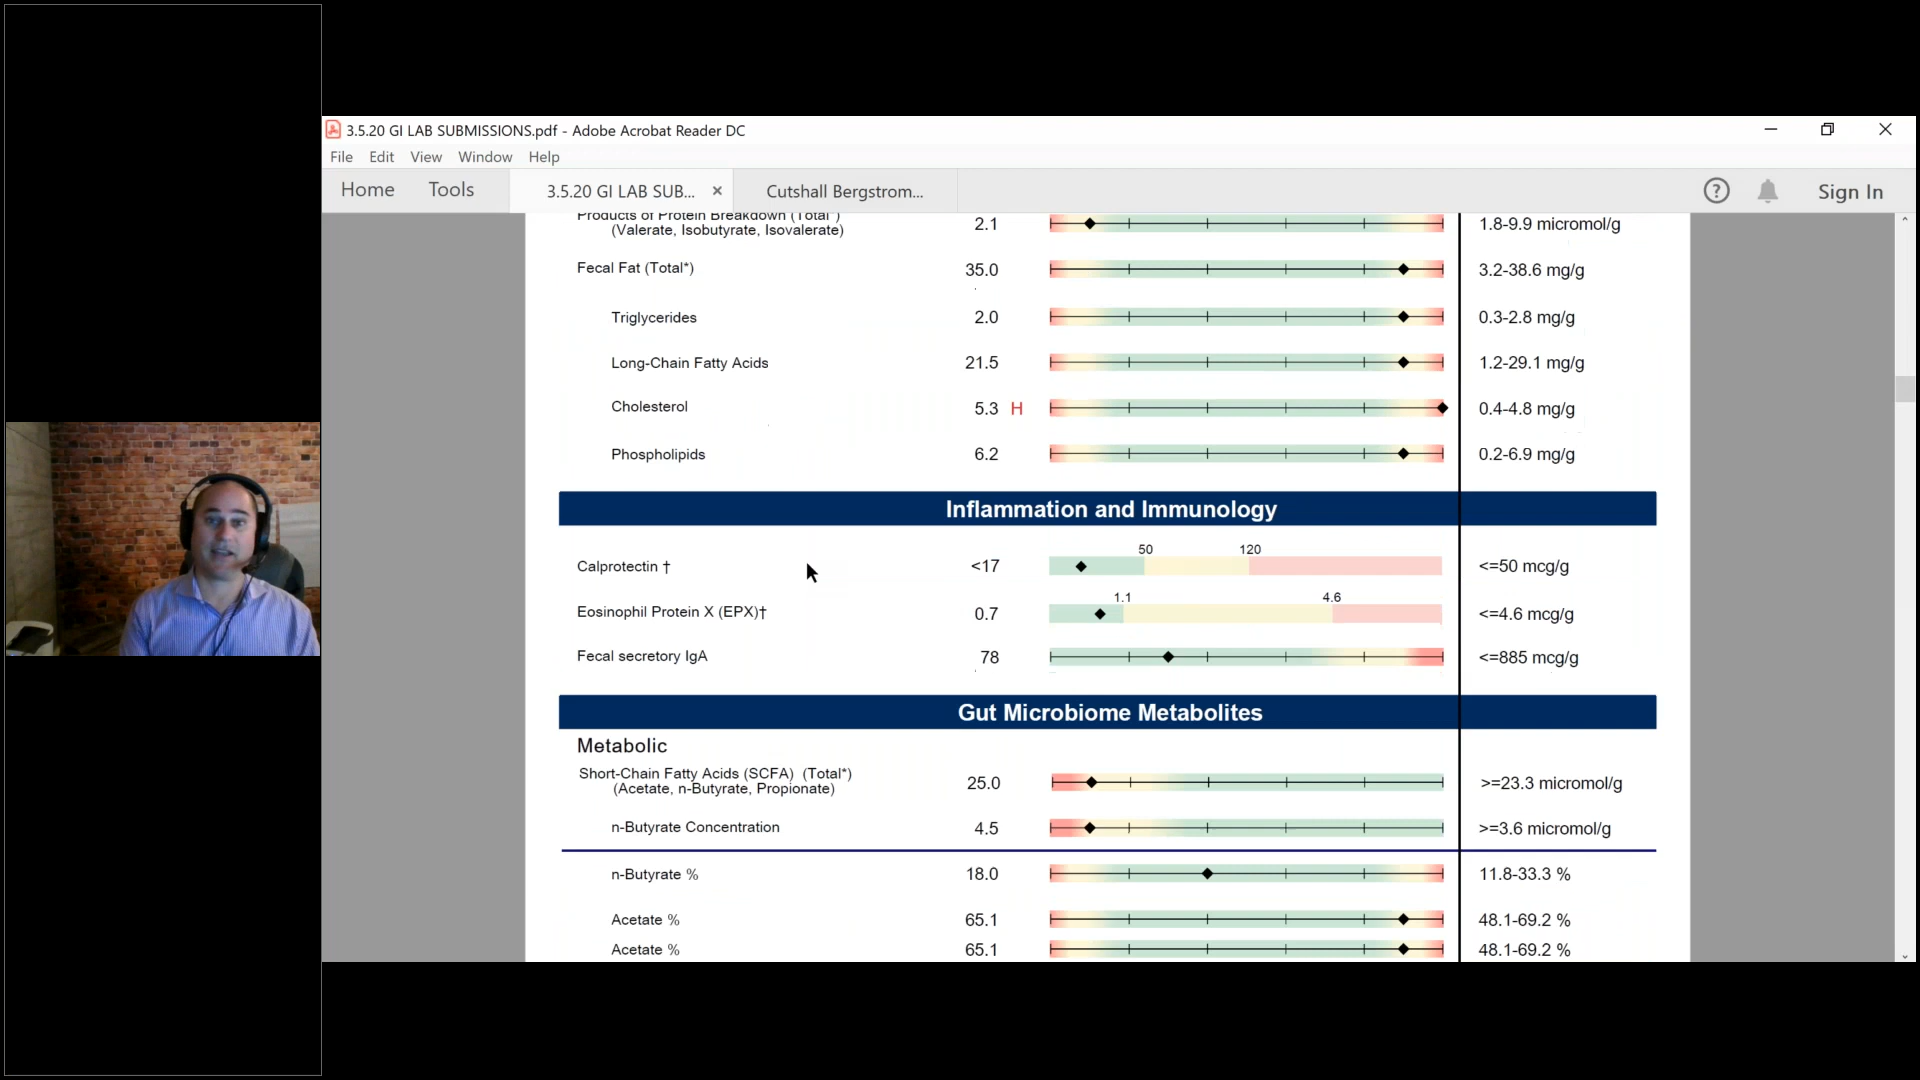 3.5.20 GI LAB SUBMISSIONS.pdf - Adobe Acrobat Reader DC
File Edit View Window Help
Home Tools 3.5.20 GI LAB SUB... Cutshall Bergstrom... Sign In
Products of Protein Breakdown (Total*)
(Valerate, Isobutyrate, Isovalerate) 2.1 1.8-9.9 micromol/g
Fecal Fat (Total*) 35.0 3.2-38.6 mg/g
Triglycerides 2.0 0.3-2.8 mg/g
Long-Chain Fatty Acids 21.5 1.2-29.1 mg/g
Cholesterol 5.3 H 0.4-4.8 mg/g
Phospholipids 6.2 0.2-6.9 mg/g
Inflammation and Immunology
50 120
Calprotectin † <17 <=50 mcg/g
1.1 4.6
Eosinophil Protein X (EPX)† 0.7 <=4.6 mcg/g
Fecal secretory IgA 78 <=885 mcg/g
Gut Microbiome Metabolites
Metabolic
Short-Chain Fatty Acids (SCFA) (Total*)
(Acetate, n-Butyrate, Propionate) 25.0 >=23.3 micromol/g
n-Butyrate Concentration 4.5 >=3.6 micromol/g
n-Butyrate % 18.0 11.8-33.3 %
Acetate % 65.1 48.1-69.2 %
Acetate % 65.1 48.1-69.2 %